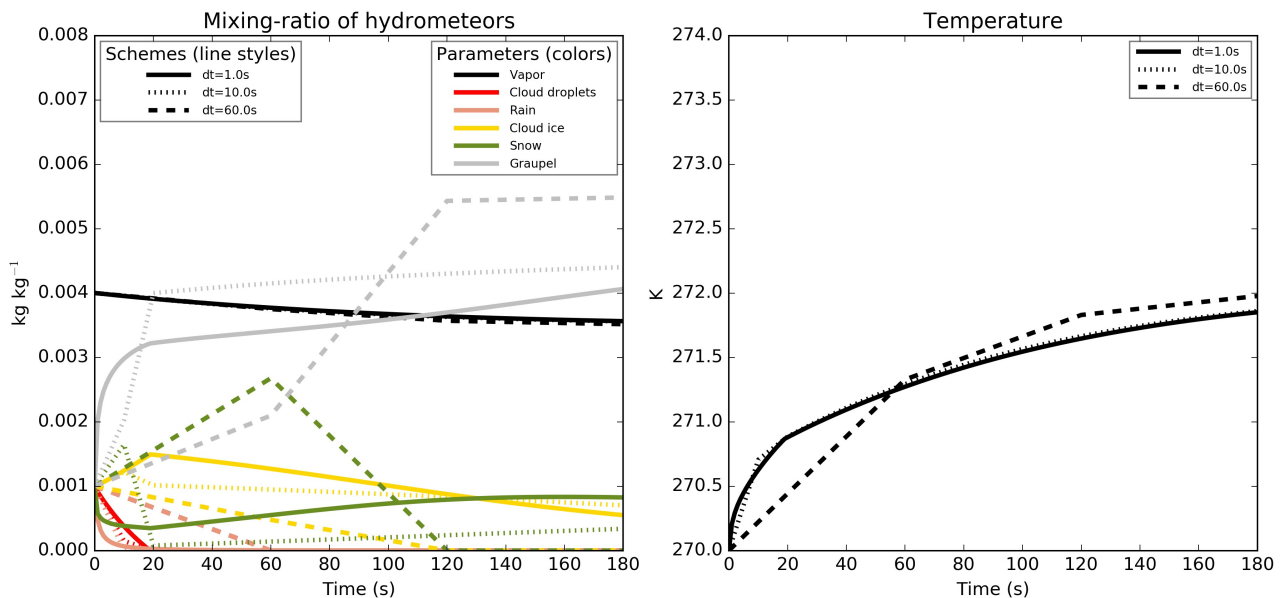 Mixing-ratio of hydrometeors
Schemes (line styles)
dt=1.0s
dt=10.0s
dt=60.0s
Parameters (colors)
Vapor
Cloud droplets
Rain
Cloud ice
Snow
Graupel
0.008
0.007
0.006
0.005
0.004
0.003
0.002
0.001
0.000
kg kg⁻¹
0 20 40 60 80 100 120 140 160 180
Time (s)
Temperature
dt=1.0s
dt=10.0s
dt=60.0s
274.0
273.5
273.0
272.5
272.0
271.5
271.0
270.5
270.0
K
0 20 40 60 80 100 120 140 160 180
Time (s)